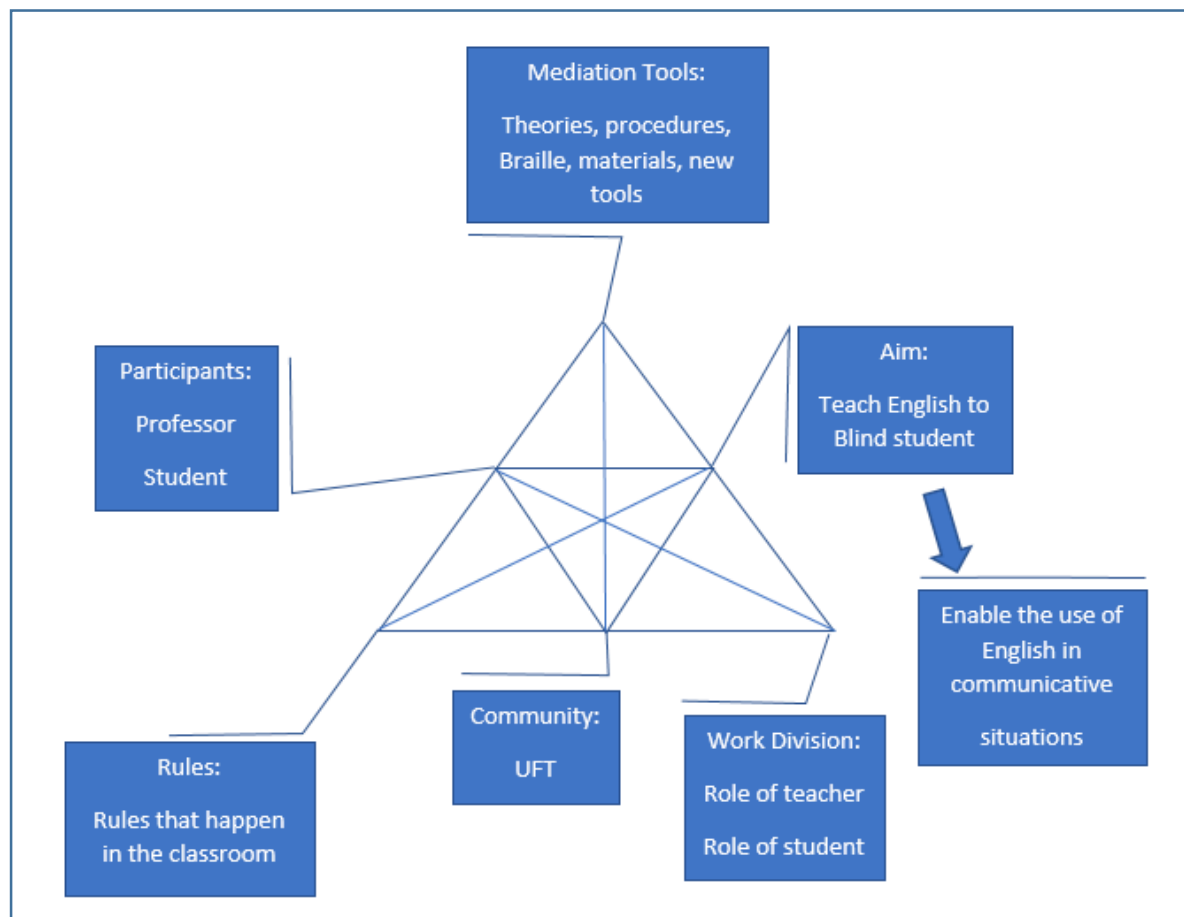 Mediation Tools:
Theories, procedures,
Braille, materials, new
tools
Participants:
Professor
Student
Aim:
Teach English to
Blind student
Enable the use of
English in
communicative
situations
Community:
UFT
Work Division:
Role of teacher
Role of student
Rules:
Rules that happen
in the classroom